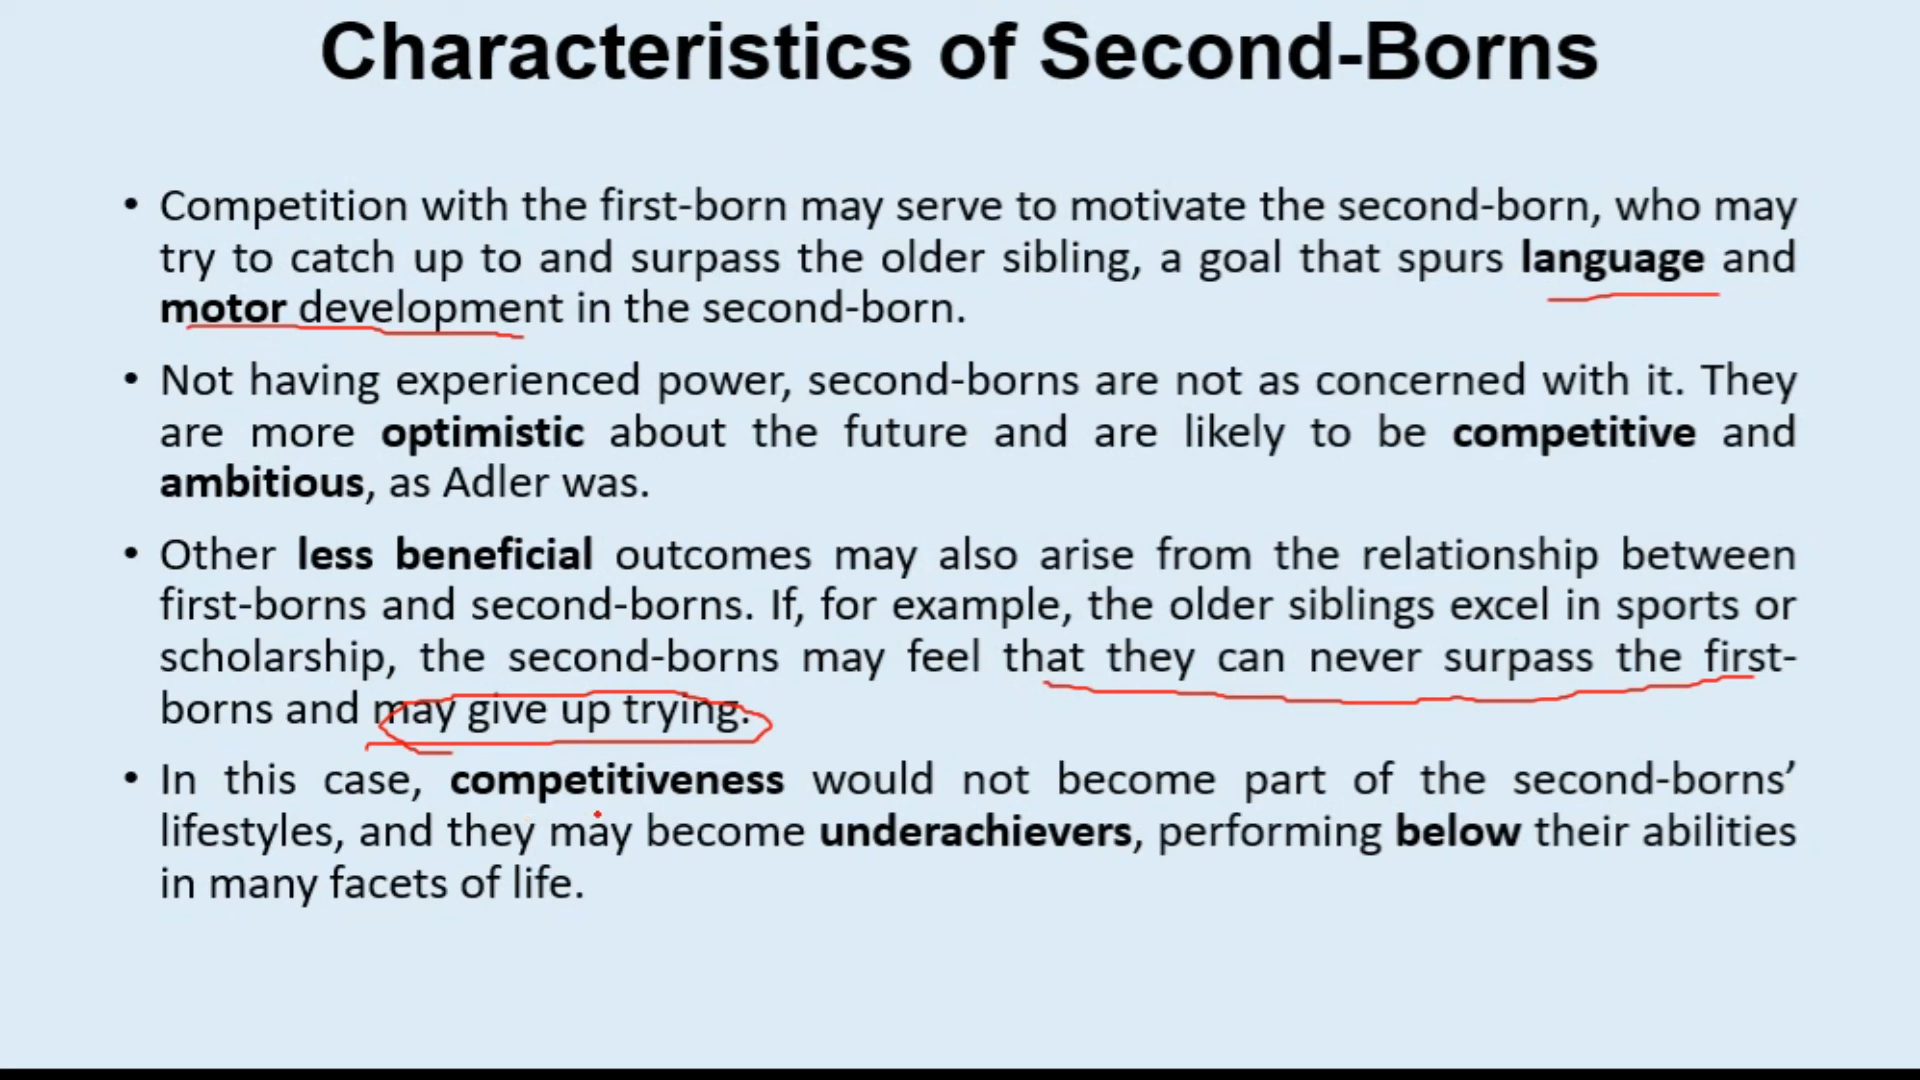 Characteristics of Second-Borns
• Competition with the first-born may serve to motivate the second-born, who may
try to catch up to and surpass the older sibling, a goal that spurs language and
motor development in the second-born.
• Not having experienced power, second-borns are not as concerned with it. They
are more optimistic about the future and are likely to be competitive and
ambitious, as Adler was.
• Other less beneficial outcomes may also arise from the relationship between
first-borns and second-borns. If, for example, the older siblings excel in sports or
scholarship, the second-borns may feel that they can never surpass the first-
borns and may give up trying.
• In this case, competitiveness would not become part of the second-borns’
lifestyles, and they may become underachievers, performing below their abilities
in many facets of life.